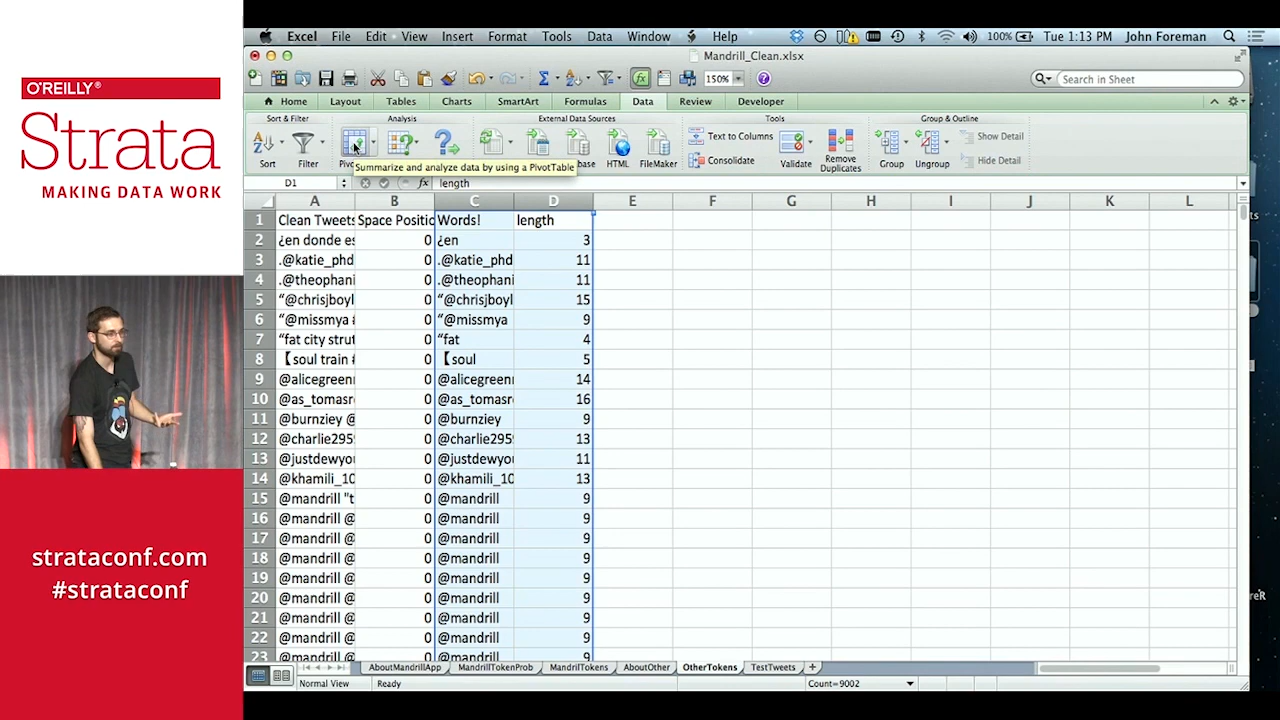 O'REILLY®
Strata
MAKING DATA WORK
strataconf.com
#strataconf
Excel File Edit View Insert Format Tools Data Window Help 100% Tue 1:13 PM John Foreman
Mandrill_Clean.xlsx
150% Search in Sheet
Home Layout Tables Charts SmartArt Formulas Data Review Developer
Sort & Filter Analysis External Data Sources Tools Group & Outline
Text to Columns Show Detail
Consolidate Hide Detail
Sort Filter HTML FileMaker Validate Remove Duplicates Group Ungroup
Summarize and analyze data by using a PivotTable
D1 fx length
A B C D E F G H I J K L
1 Clean Tweets Space Positio Words! length
2 ¿en donde es 0 ¿en 3
3 .@katie_phd 0 .@katie_phd 11
4 .@theophani 0 .@theophani 11
5 “@chrisjboyl 0 “@chrisjboyl 15
6 “@missmya # 0 “@missmya 9
7 “fat city strut 0 “fat 4
8 【soul train # 0 【soul 5
9 @alicegreenn 0 @alicegreenn 14
10 @as_tomasro 0 @as_tomasro 16
11 @burnziey @ 0 @burnziey 9
12 @charlie295 0 @charlie295 13
13 @justdewyo 0 @justdewyo 11
14 @khamili_10 0 @khamili_10 13
15 @mandrill "t 0 @mandrill 9
16 @mandrill @ 0 @mandrill 9
17 @mandrill @ 0 @mandrill 9
18 @mandrill @ 0 @mandrill 9
19 @mandrill @ 0 @mandrill 9
20 @mandrill @ 0 @mandrill 9
21 @mandrill @ 0 @mandrill 9
22 @mandrill @ 0 @mandrill 9
23 @mandrill @ 0 @mandrill 9
AboutMandrillApp MandrillTokenProb MandrilTokens AboutOther OtherTokens TestTweets
Normal View Ready Count=9002